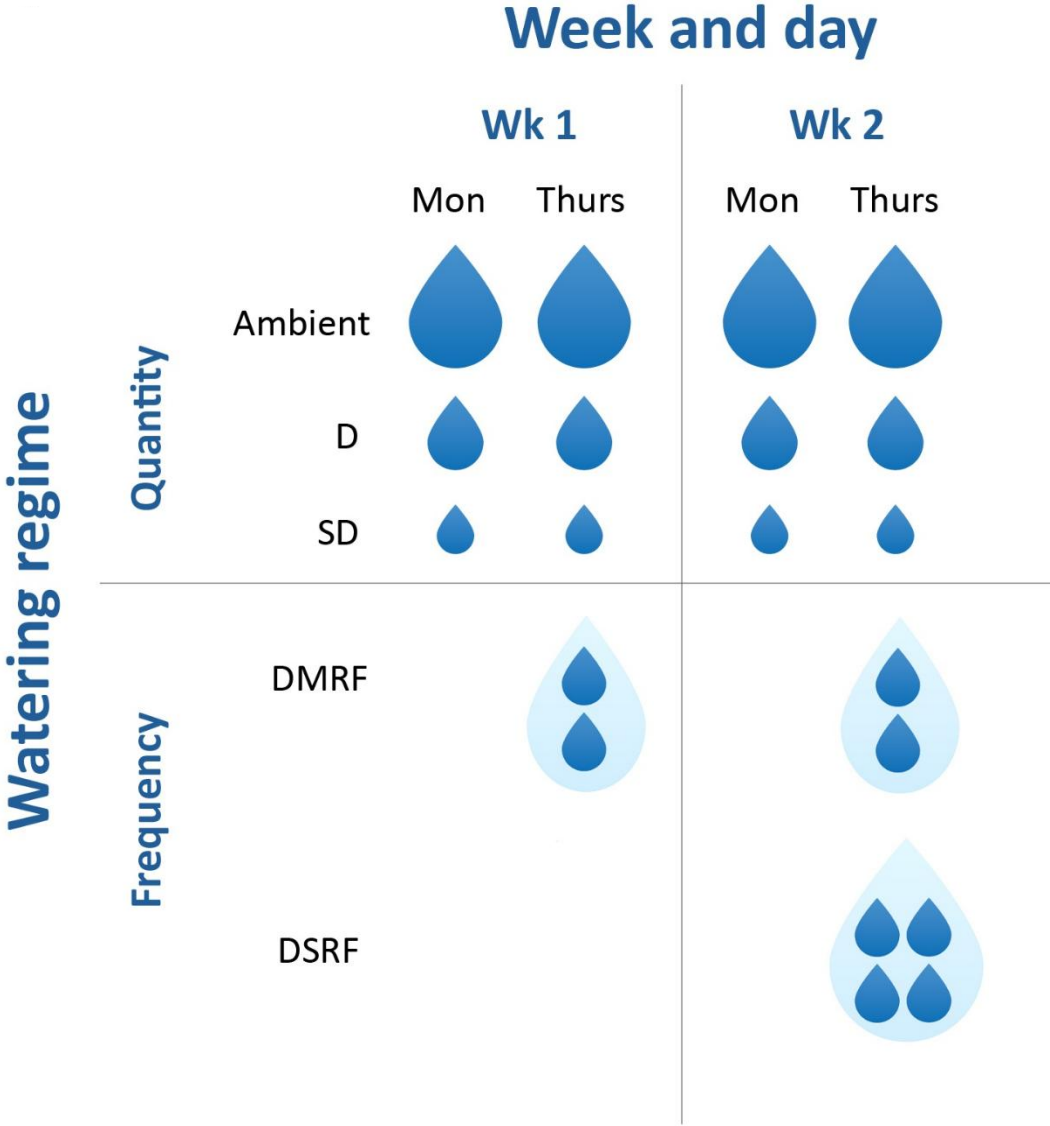 Week and day
Wk 1
Wk 2
Mon
Thurs
Mon
Thurs
Watering regime
Quantity
Ambient
D
SD
Frequency
DMRF
DSRF